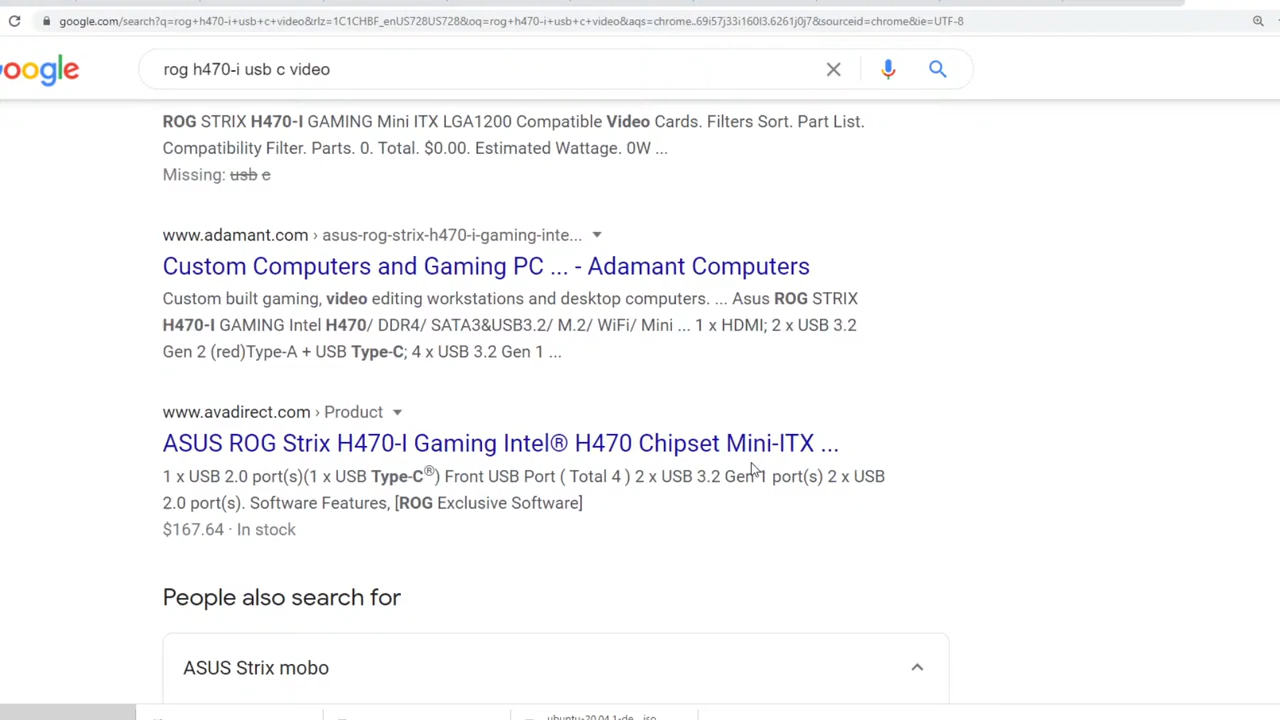 google.com/search?q=rog+h470-i+usb+c+video&rlz=1C1CHBF_enUS728US728&oq=rog+h470-i+usb+c+video&aqs=chrome..69i57j33i160l3.6261j0j7&sourceid=chrome&ie=UTF-8
oogle
rog h470-i usb c video
ROG STRIX H470-I GAMING Mini ITX LGA1200 Compatible Video Cards. Filters Sort. Part List.
Compatibility Filter. Parts. 0. Total. $0.00. Estimated Wattage. 0W ...
Missing: usb c
www.adamant.com › asus-rog-strix-h470-i-gaming-inte...
Custom Computers and Gaming PC ... - Adamant Computers
Custom built gaming, video editing workstations and desktop computers. ... Asus ROG STRIX
H470-I GAMING Intel H470/ DDR4/ SATA3&USB3.2/ M.2/ WiFi/ Mini ... 1 x HDMI; 2 x USB 3.2
Gen 2 (red)Type-A + USB Type-C; 4 x USB 3.2 Gen 1 ...
www.avadirect.com › Product
ASUS ROG Strix H470-I Gaming Intel® H470 Chipset Mini-ITX ...
1 x USB 2.0 port(s)(1 x USB Type-C®) Front USB Port ( Total 4 ) 2 x USB 3.2 Gen 1 port(s) 2 x USB
2.0 port(s). Software Features, [ROG Exclusive Software]
$167.64 · In stock
People also search for
ASUS Strix mobo